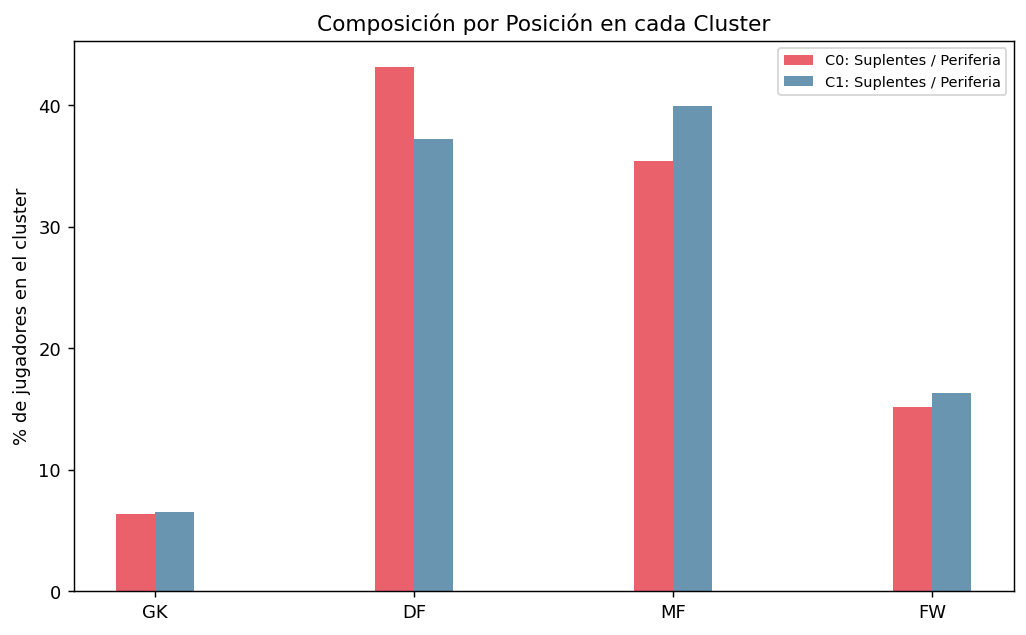 Composición por Posición en cada Cluster
C0: Suplentes / Periferia
C1: Suplentes / Periferia
% de jugadores en el cluster
40
30
20
10
0
GK DF MF FW